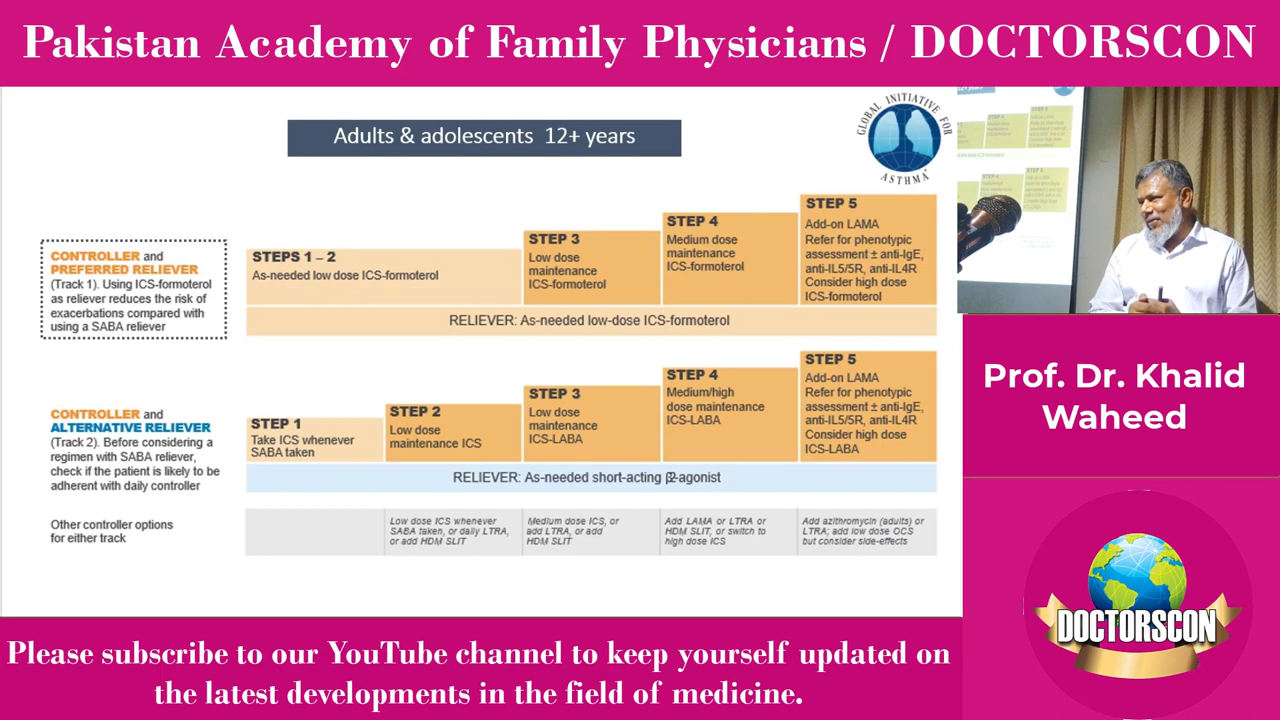 Pakistan Academy of Family Physicians / DOCTORSCON
Adults & adolescents 12+ years
GLOBAL INITIATIVE FOR
ASTHMA
CONTROLLER and
PREFERRED RELIEVER
(Track 1). Using ICS-formoterol
as reliever reduces the risk of
exacerbations compared with
using a SABA reliever
STEPS 1 – 2
As-needed low dose ICS-formoterol
STEP 3
Low dose
maintenance
ICS-formoterol
STEP 4
Medium dose
maintenance
ICS-formoterol
STEP 5
Add-on LAMA
Refer for phenotypic
assessment ± anti-IgE,
anti-IL5/5R, anti-IL4R
Consider high dose
ICS-formoterol
RELIEVER: As-needed low-dose ICS-formoterol
CONTROLLER and
ALTERNATIVE RELIEVER
(Track 2). Before considering a
regimen with SABA reliever,
check if the patient is likely to be
adherent with daily controller
STEP 1
Take ICS whenever
SABA taken
STEP 2
Low dose
maintenance ICS
STEP 3
Low dose
maintenance
ICS-LABA
STEP 4
Medium/high
dose maintenance
ICS-LABA
STEP 5
Add-on LAMA
Refer for phenotypic
assessment ± anti-IgE,
anti-IL5/5R, anti-IL4R
Consider high dose
ICS-LABA
RELIEVER: As-needed short-acting β2-agonist
Other controller options
for either track
Low dose ICS whenever
SABA taken, or daily LTRA,
or add HDM SLIT
Medium dose ICS, or
add LTRA, or add
HDM SLIT
Add LAMA or LTRA or
HDM SLIT, or switch to
high dose ICS
Add azithromycin (adults) or
LTRA; add low dose OCS
but consider side-effects
STEP 4
STEP 4
Prof. Dr. Khalid
Waheed
DOCTORSCON
Please subscribe to our YouTube channel to keep yourself updated on
the latest developments in the field of medicine.